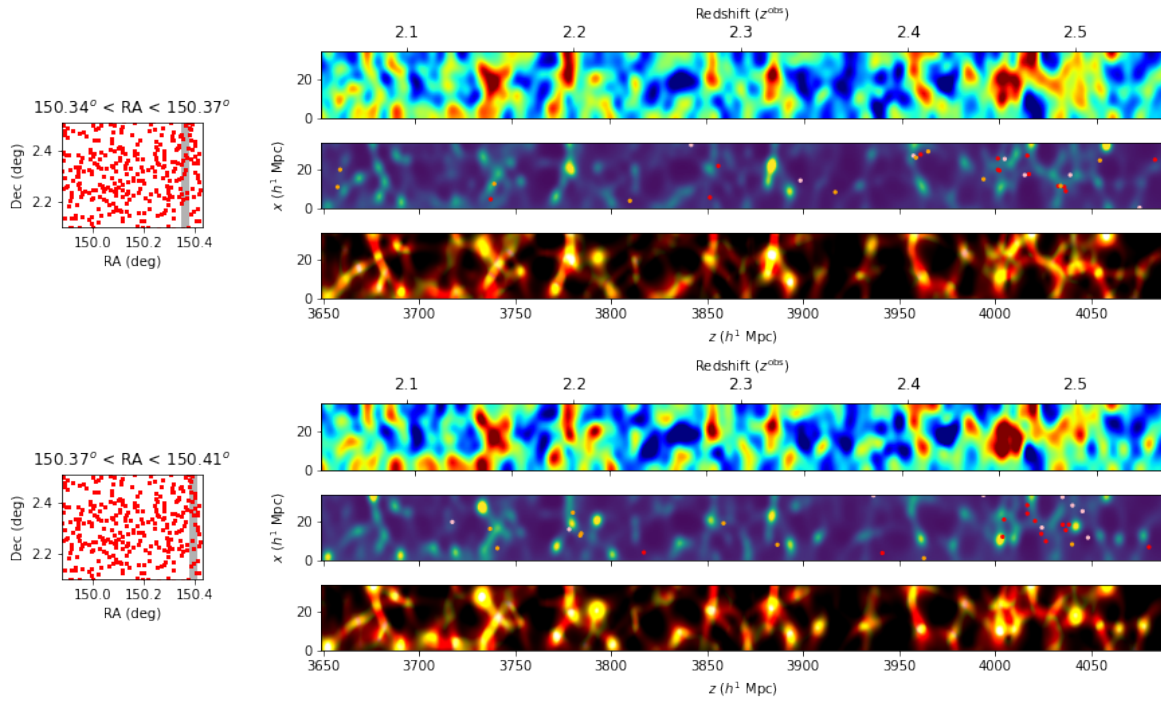 Redshift (z^obs)
2.1 2.2 2.3 2.4 2.5
20
0
150.34° < RA < 150.37°
2.4
2.2
Dec (deg)
150.0 150.2 150.4
RA (deg)
x (h^1 Mpc)
20
0
20
0
3650 3700 3750 3800 3850 3900 3950 4000 4050
z (h^1 Mpc)
Redshift (z^obs)
2.1 2.2 2.3 2.4 2.5
20
0
150.37° < RA < 150.41°
2.4
2.2
Dec (deg)
150.0 150.2 150.4
RA (deg)
x (h^1 Mpc)
20
0
20
0
3650 3700 3750 3800 3850 3900 3950 4000 4050
z (h^1 Mpc)